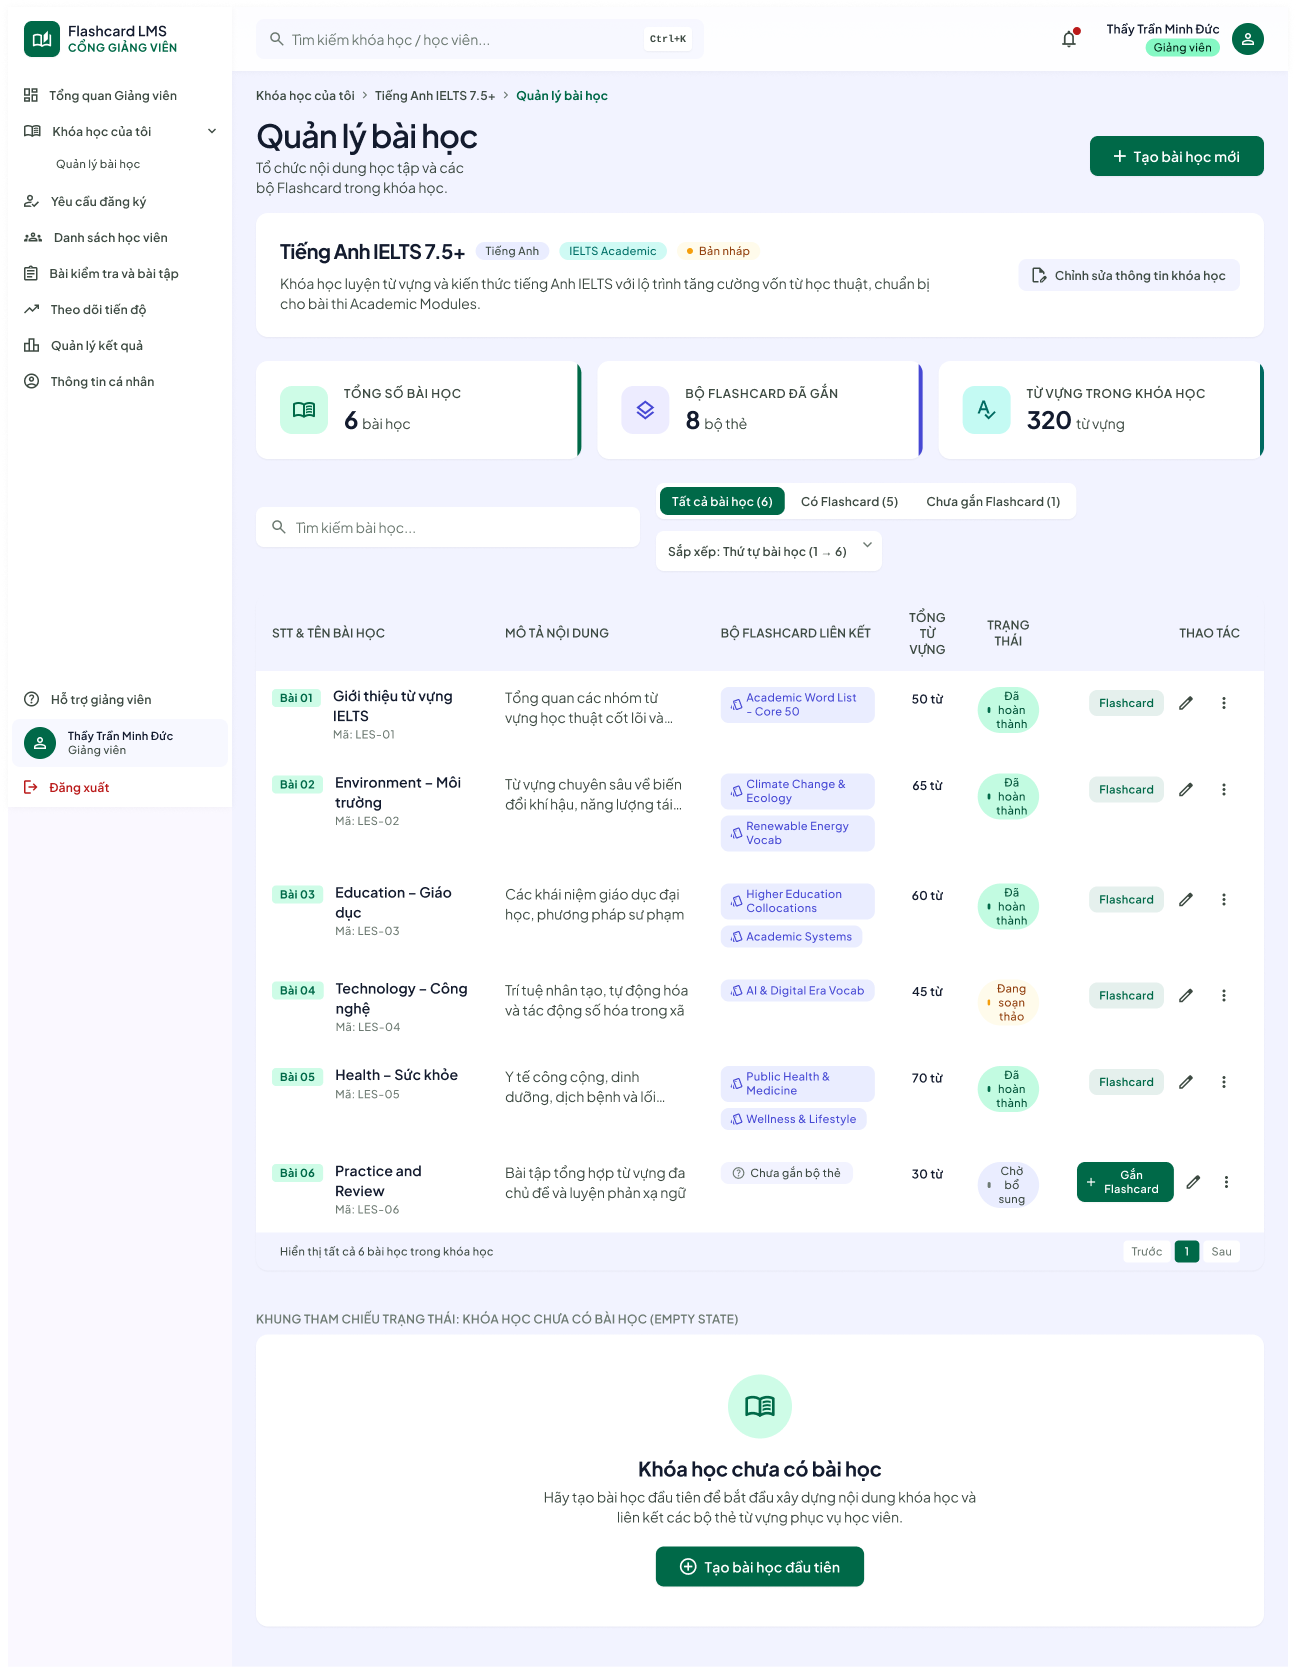 Flashcard LMS
CỔNG GIẢNG VIÊN
Tìm kiếm khóa học / học viên...
Ctrl+K
Thầy Trần Minh Đức
Giảng viên
Tổng quan Giảng viên
Khóa học của tôi
Quản lý bài học
Yêu cầu đăng ký
Danh sách học viên
Bài kiểm tra và bài tập
Theo dõi tiến độ
Quản lý kết quả
Thông tin cá nhân
Hỗ trợ giảng viên
Thầy Trần Minh Đức
Giảng viên
Đăng xuất
Khóa học của tôi > Tiếng Anh IELTS 7.5+ > Quản lý bài học
Quản lý bài học
Tổ chức nội dung học tập và các
bộ Flashcard trong khóa học.
+ Tạo bài học mới
Tiếng Anh IELTS 7.5+ Tiếng Anh IELTS Academic Bản nháp
Khóa học luyện từ vựng và kiến thức tiếng Anh IELTS với lộ trình tăng cường vốn từ học thuật, chuẩn bị
cho bài thi Academic Modules.
Chỉnh sửa thông tin khóa học
TỔNG SỐ BÀI HỌC
6 bài học
BỘ FLASHCARD ĐÃ GẮN
8 bộ thẻ
TỪ VỰNG TRONG KHÓA HỌC
320 từ vựng
Tìm kiếm bài học...
Tất cả bài học (6) Có Flashcard (5) Chưa gắn Flashcard (1)
Sắp xếp: Thứ tự bài học (1 → 6)
STT & TÊN BÀI HỌC
MÔ TẢ NỘI DUNG
BỘ FLASHCARD LIÊN KẾT
TỔNG
TỪ
VỰNG
TRẠNG
THÁI
THAO TÁC
Bài 01
Giới thiệu từ vựng
IELTS
Mã: LES-01
Tổng quan các nhóm từ
vựng học thuật cốt lõi và...
Academic Word List
- Core 50
50 từ
Đã
hoàn
thành
Flashcard
Bài 02
Environment – Môi
trường
Mã: LES-02
Từ vựng chuyên sâu về biến
đổi khí hậu, năng lượng tái...
Climate Change &
Ecology
Renewable Energy
Vocab
65 từ
Đã
hoàn
thành
Flashcard
Bài 03
Education – Giáo
dục
Mã: LES-03
Các khái niệm giáo dục đại
học, phương pháp sư phạm
Higher Education
Collocations
Academic Systems
60 từ
Đã
hoàn
thành
Flashcard
Bài 04
Technology – Công
nghệ
Mã: LES-04
Trí tuệ nhân tạo, tự động hóa
và tác động số hóa trong xã
AI & Digital Era Vocab
45 từ
Đang
soạn
thảo
Flashcard
Bài 05
Health – Sức khỏe
Mã: LES-05
Y tế công cộng, dinh
dưỡng, dịch bệnh và lối...
Public Health &
Medicine
Wellness & Lifestyle
70 từ
Đã
hoàn
thành
Flashcard
Bài 06
Practice and
Review
Mã: LES-06
Bài tập tổng hợp từ vựng đa
chủ đề và luyện phản xạ ngữ
Chưa gắn bộ thẻ
30 từ
Chờ
bổ
sung
+ Gắn
Flashcard
Hiển thị tất cả 6 bài học trong khóa học
Trước 1 Sau
KHUNG THAM CHIẾU TRẠNG THÁI: KHÓA HỌC CHƯA CÓ BÀI HỌC (EMPTY STATE)
Khóa học chưa có bài học
Hãy tạo bài học đầu tiên để bắt đầu xây dựng nội dung khóa học và
liên kết các bộ thẻ từ vựng phục vụ học viên.
Tạo bài học đầu tiên